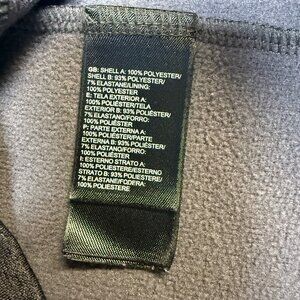 GB: SHELL A: 100% POLYESTER/
SHELL B: 93% POLYESTER/
7% ELASTANE/LINING:
100% POLYESTER
E: TELA EXTERIOR A:
100% POLIÉSTER/TELA
EXTERIOR B: 93% POLIÉSTER/
7% ELASTANO/FORRO:
100% POLIÉSTER
P: PARTE EXTERNA A:
100% POLIÉSTER/PARTE
EXTERNA B: 93% POLIÉSTER/
7% ELASTANO/FORRO:
100% POLIÉSTER
I: ESTERNO STRATO A:
100% POLIESTERE/ESTERNO
STRATO B: 93% POLIESTERE/
7% ELASTANE/FODERA:
100% POLIESTERE